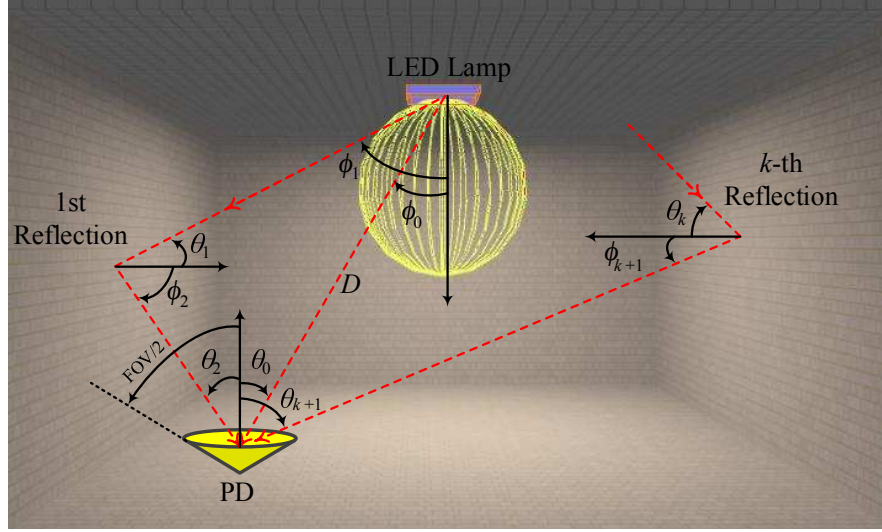 LED Lamp
ϕ₁
ϕ₀
k-th
Reflection
1st
Reflection
θₖ
θ₁
ϕₖ₊₁
ϕ₂
D
FOV/2
θ₂
θ₀
θₖ₊₁
PD